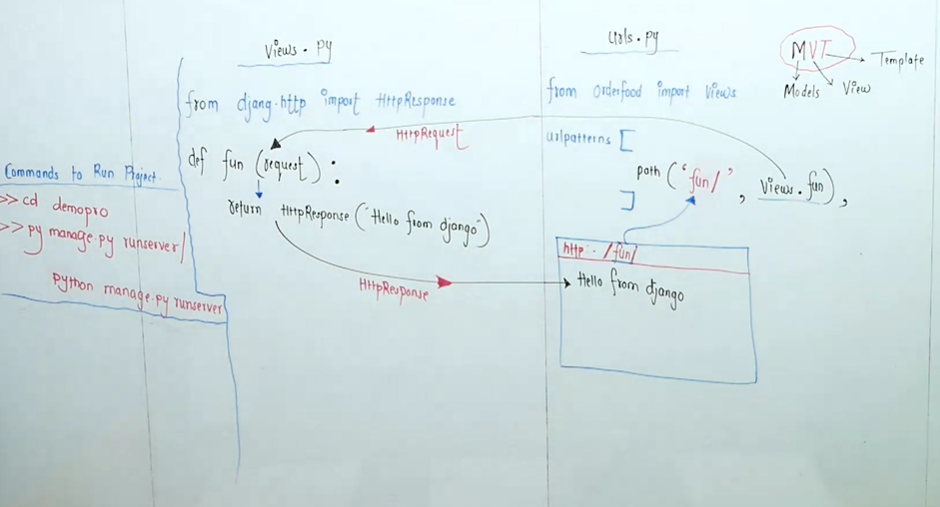 Commands to Run Project
>> cd demopro
>> py manage.py runserver/
python manage.py runserver
Views.py
from djang.http import HttpResponse
HttpRequest
def fun (request) :
return HttpResponse ("Hello from django")
HttpResponse
Urls.py
from Orderfood import Views
urlpatterns [
path ("fun/", Views.fun),
]
http:- /fun/
Hello from django
MVT
Template
Models View